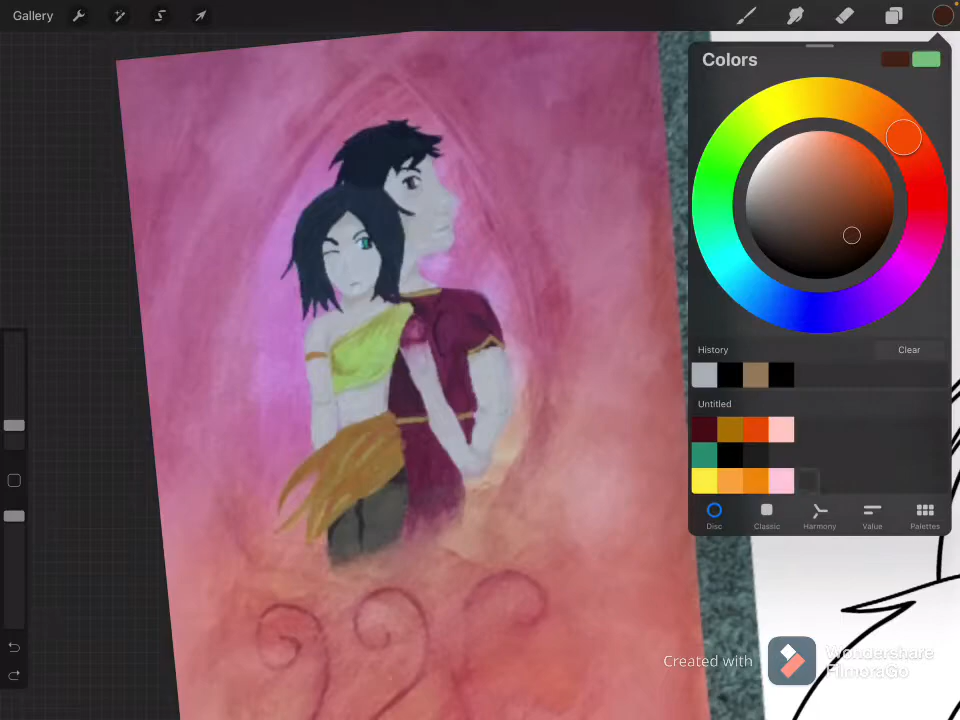 Gallery
Colors
History
Clear
Untitled
Disc
Classic
Harmony
Value
Palettes
Created with
Wondershare
FilmoraGo